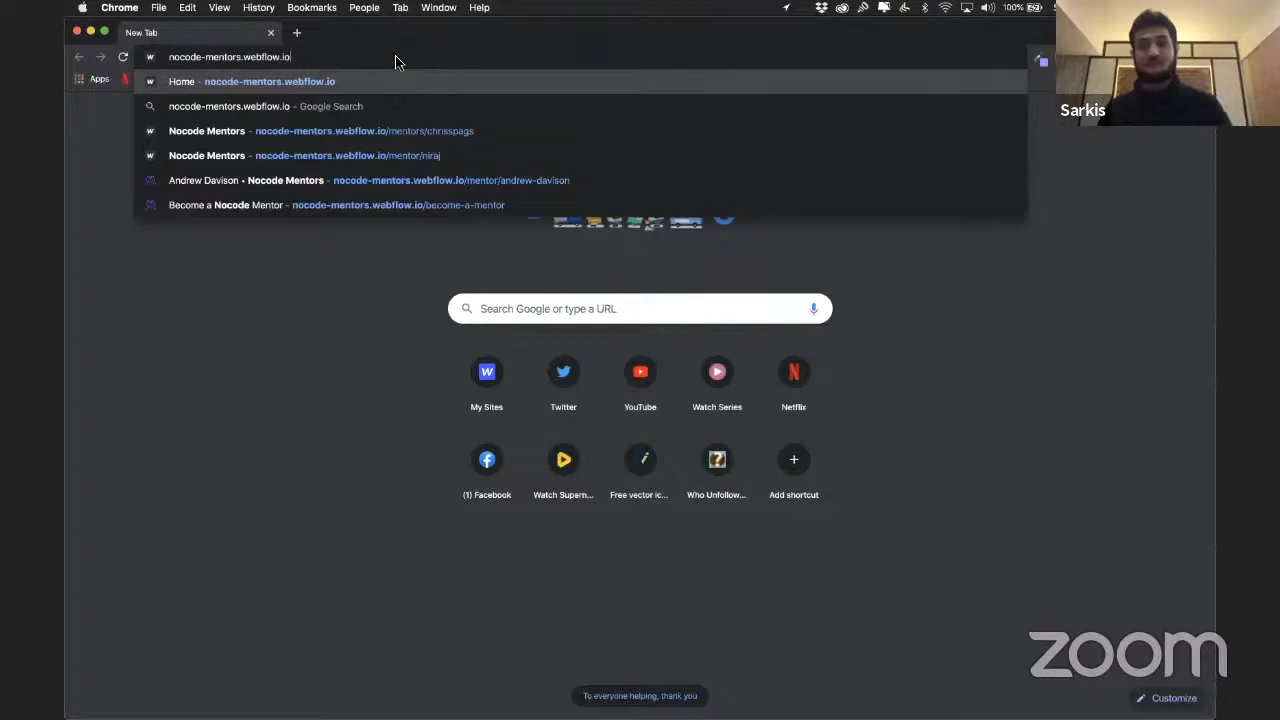 Chrome File Edit View History Bookmarks People Tab Window Help 100%
New Tab
nocode-mentors.webflow.io
Apps
Home - nocode-mentors.webflow.io
nocode-mentors.webflow.io - Google Search
Nocode Mentors - nocode-mentors.webflow.io/mentors/chrisspags
Nocode Mentors - nocode-mentors.webflow.io/mentor/niraj
Andrew Davison • Nocode Mentors - nocode-mentors.webflow.io/mentor/andrew-davison
Become a Nocode Mentor - nocode-mentors.webflow.io/become-a-mentor
Sarkis
Search Google or type a URL
My Sites Twitter YouTube Watch Series Netflix
(1) Facebook Watch Supern... Free vector ic... Who Unfollow... Add shortcut
To everyone helping, thank you
Customize
zoom